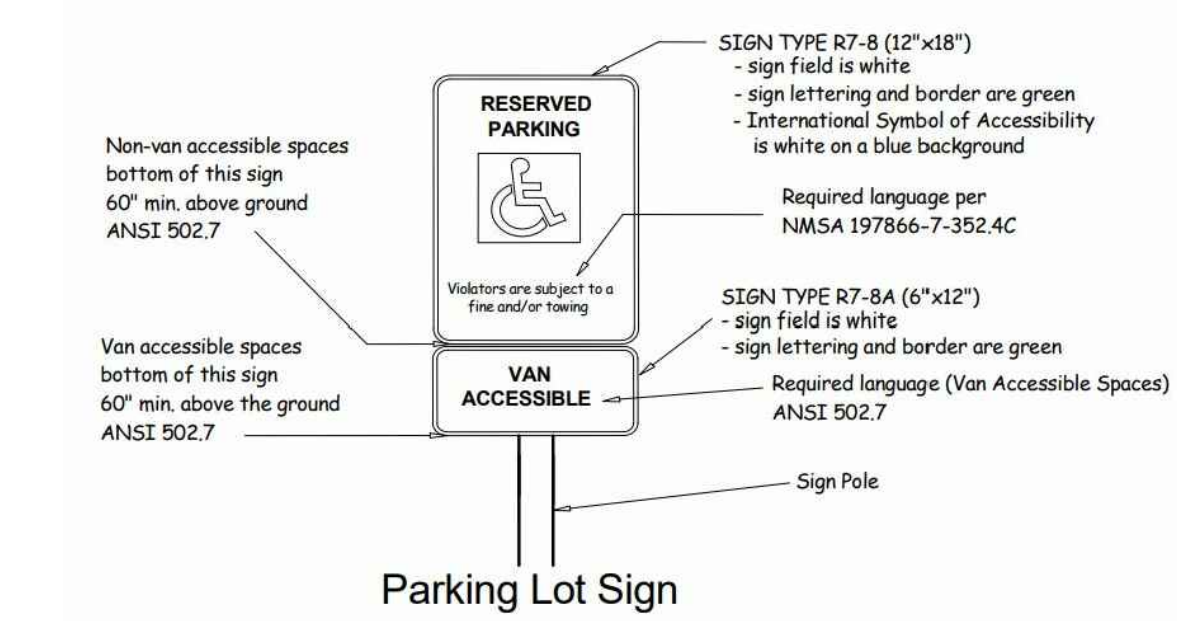 SIGN TYPE R7-8 (12"x18")
- sign field is white
- sign lettering and border are green
- International Symbol of Accessibility
is white on a blue background
RESERVED
PARKING
Non-van accessible spaces
bottom of this sign
60" min. above ground
ANSI 502.7
Required language per
NMSA 197866-7-352.4C
Violators are subject to a
fine and/or towing
SIGN TYPE R7-8A (6"x12")
- sign field is white
- sign lettering and border are green
Van accessible spaces
bottom of this sign
60" min. above the ground
ANSI 502.7
VAN
ACCESSIBLE
Required language (Van Accessible Spaces)
ANSI 502.7
Sign Pole
Parking Lot Sign